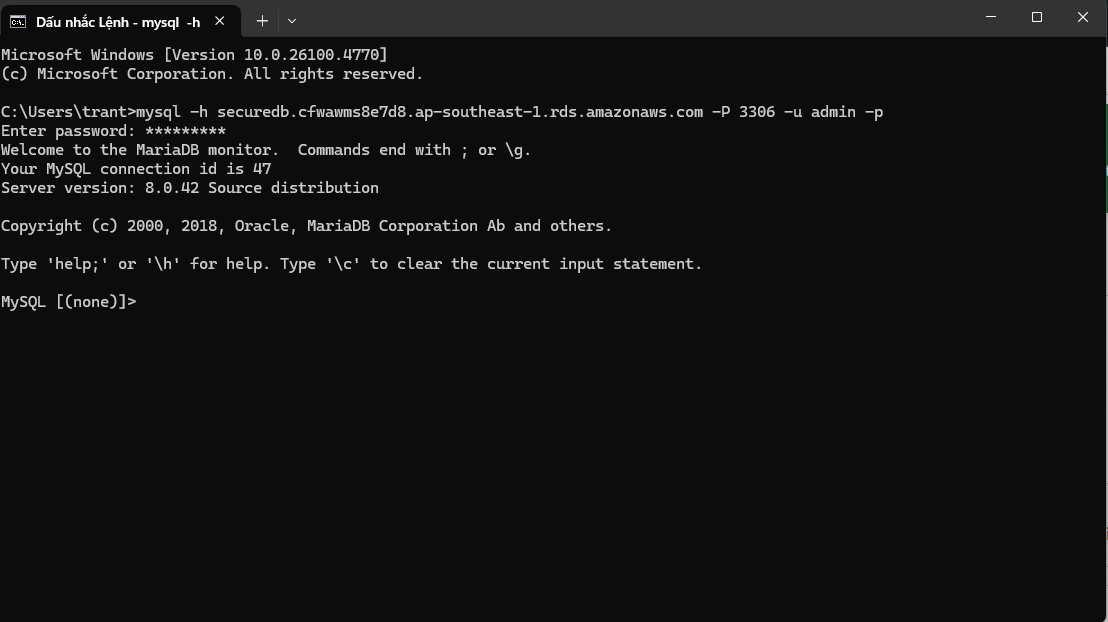 Dấu nhắc Lệnh - mysql -h
Microsoft Windows [Version 10.0.26100.4770]
(c) Microsoft Corporation. All rights reserved.
C:\Users\trant>mysql -h securedb.cfwawms8e7d8.ap-southeast-1.rds.amazonaws.com -P 3306 -u admin -p
Enter password: *********
Welcome to the MariaDB monitor.  Commands end with ; or \g.
Your MySQL connection id is 47
Server version: 8.0.42 Source distribution
Copyright (c) 2000, 2018, Oracle, MariaDB Corporation Ab and others.
Type 'help;' or '\h' for help. Type '\c' to clear the current input statement.
MySQL [(none)]>